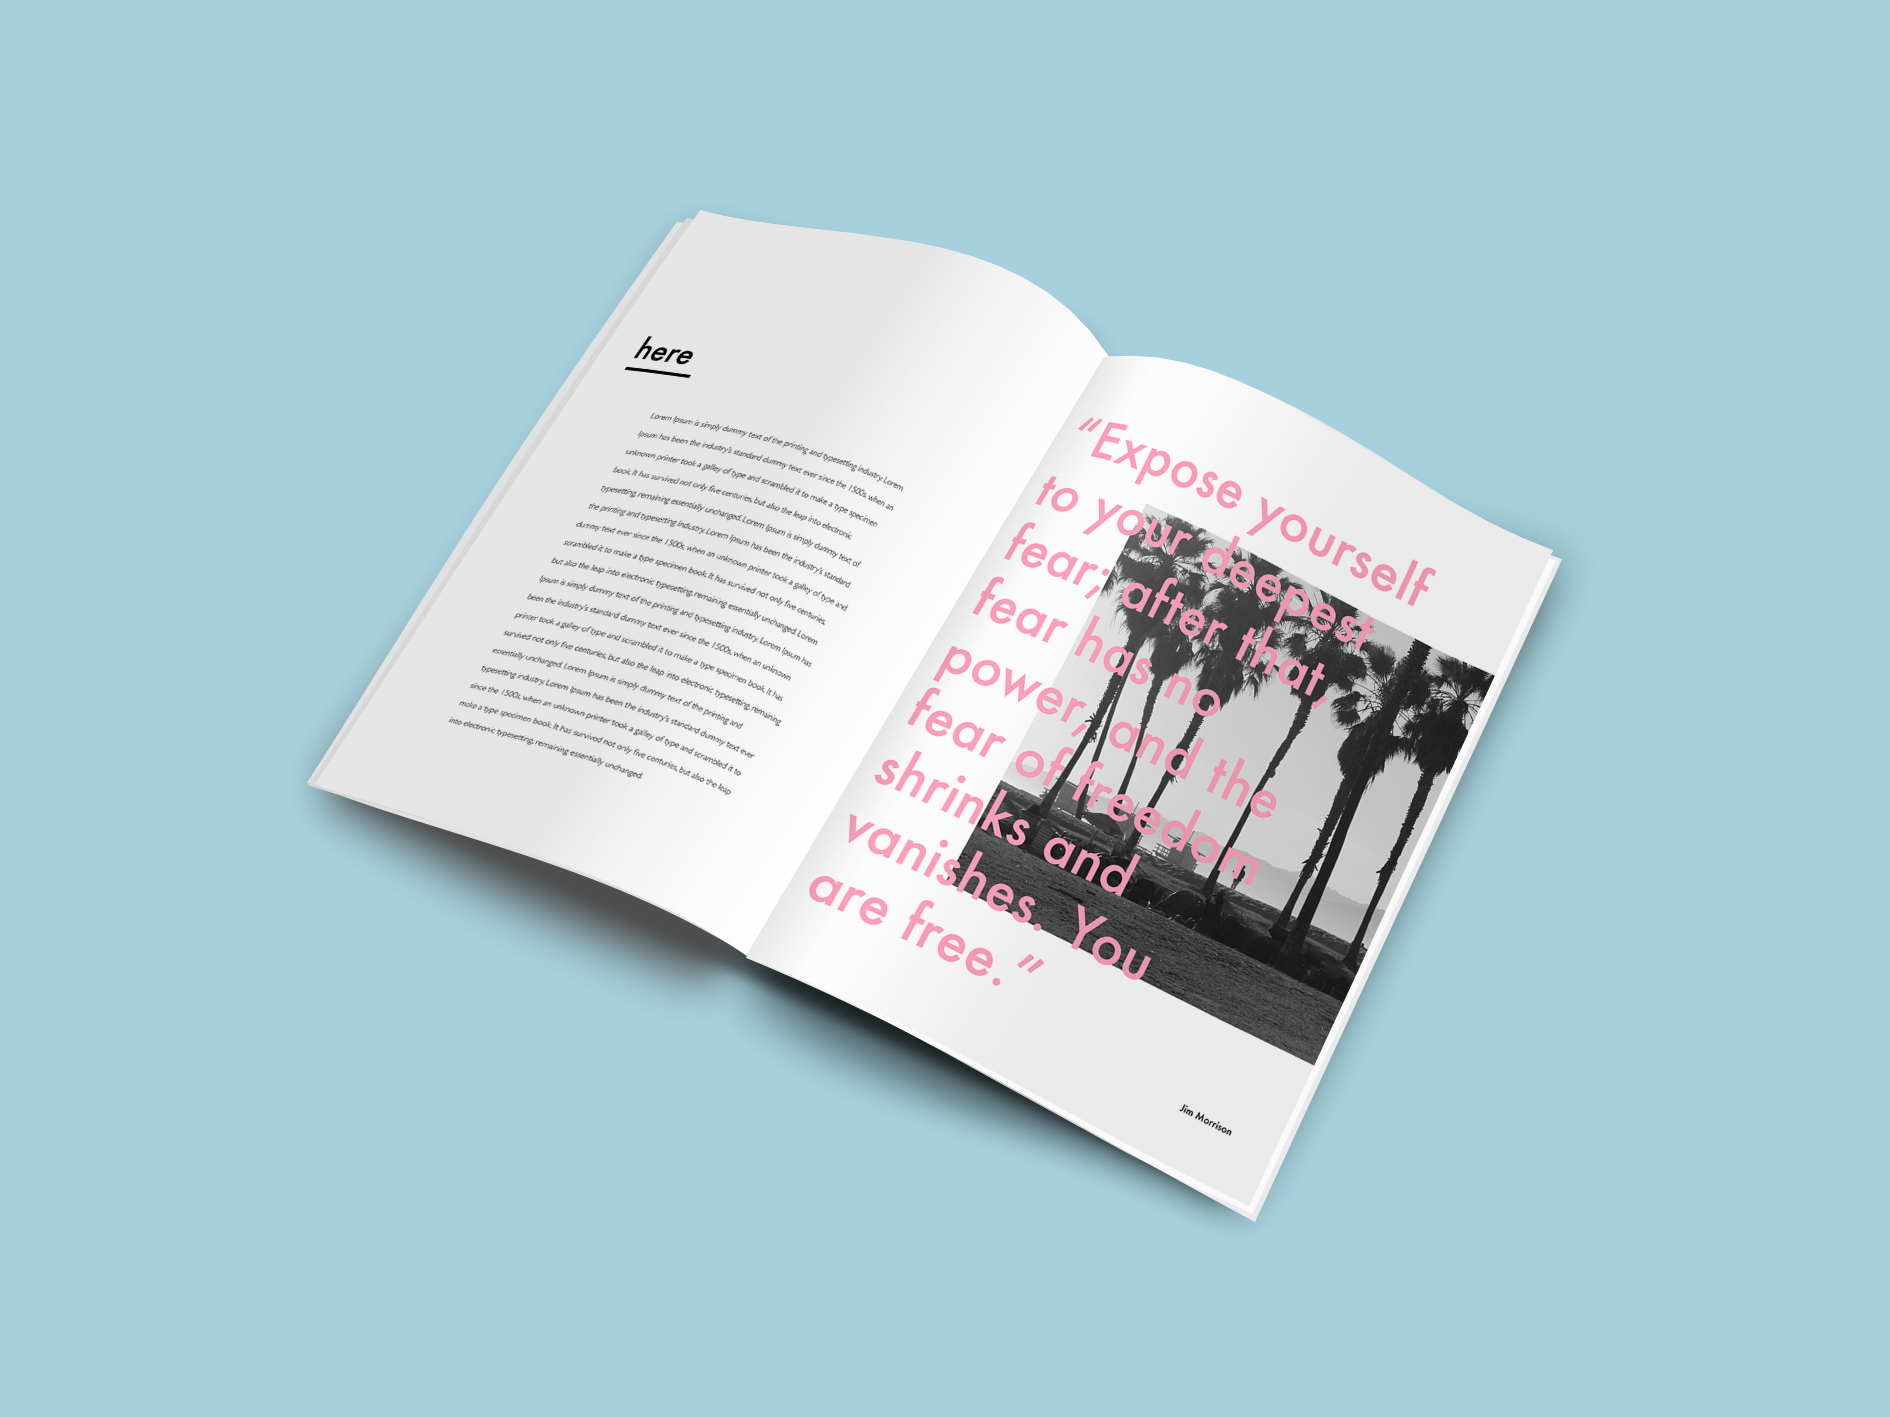 here
Lorem Ipsum is simply dummy text of the printing and typesetting industry. Lorem
Ipsum has been the industry's standard dummy text ever since the 1500s, when an
unknown printer took a galley of type and scrambled it to make a type specimen
book. It has survived not only five centuries, but also the leap into electronic
typesetting, remaining essentially unchanged. Lorem Ipsum is simply dummy text of
the printing and typesetting industry. Lorem Ipsum has been the industry's standard
dummy text ever since the 1500s, when an unknown printer took a galley of type and
scrambled it to make a type specimen book. It has survived not only five centuries,
but also the leap into electronic typesetting, remaining essentially unchanged. Lorem
Ipsum is simply dummy text of the printing and typesetting industry. Lorem Ipsum has
been the industry's standard dummy text ever since the 1500s, when an unknown
printer took a galley of type and scrambled it to make a type specimen book. It has
survived not only five centuries, but also the leap into electronic typesetting, remaining
essentially unchanged. Lorem Ipsum is simply dummy text of the printing and
typesetting industry. Lorem Ipsum has been the industry's standard dummy text ever
since the 1500s, when an unknown printer took a galley of type and scrambled it to
make a type specimen book. It has survived not only five centuries, but also the leap
into electronic typesetting, remaining essentially unchanged.
“Expose yourself
to your deepest
fear; after that,
fear has no
power, and the
fear of freedom
shrinks and
vanishes. You
are free.”
Jim Morrison